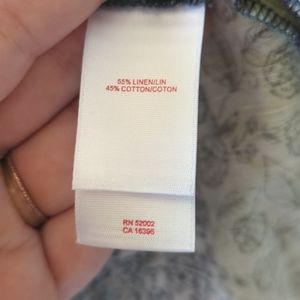 55% LINEN/LIN
45% COTTON/COTON
RN 52002
CA 16396